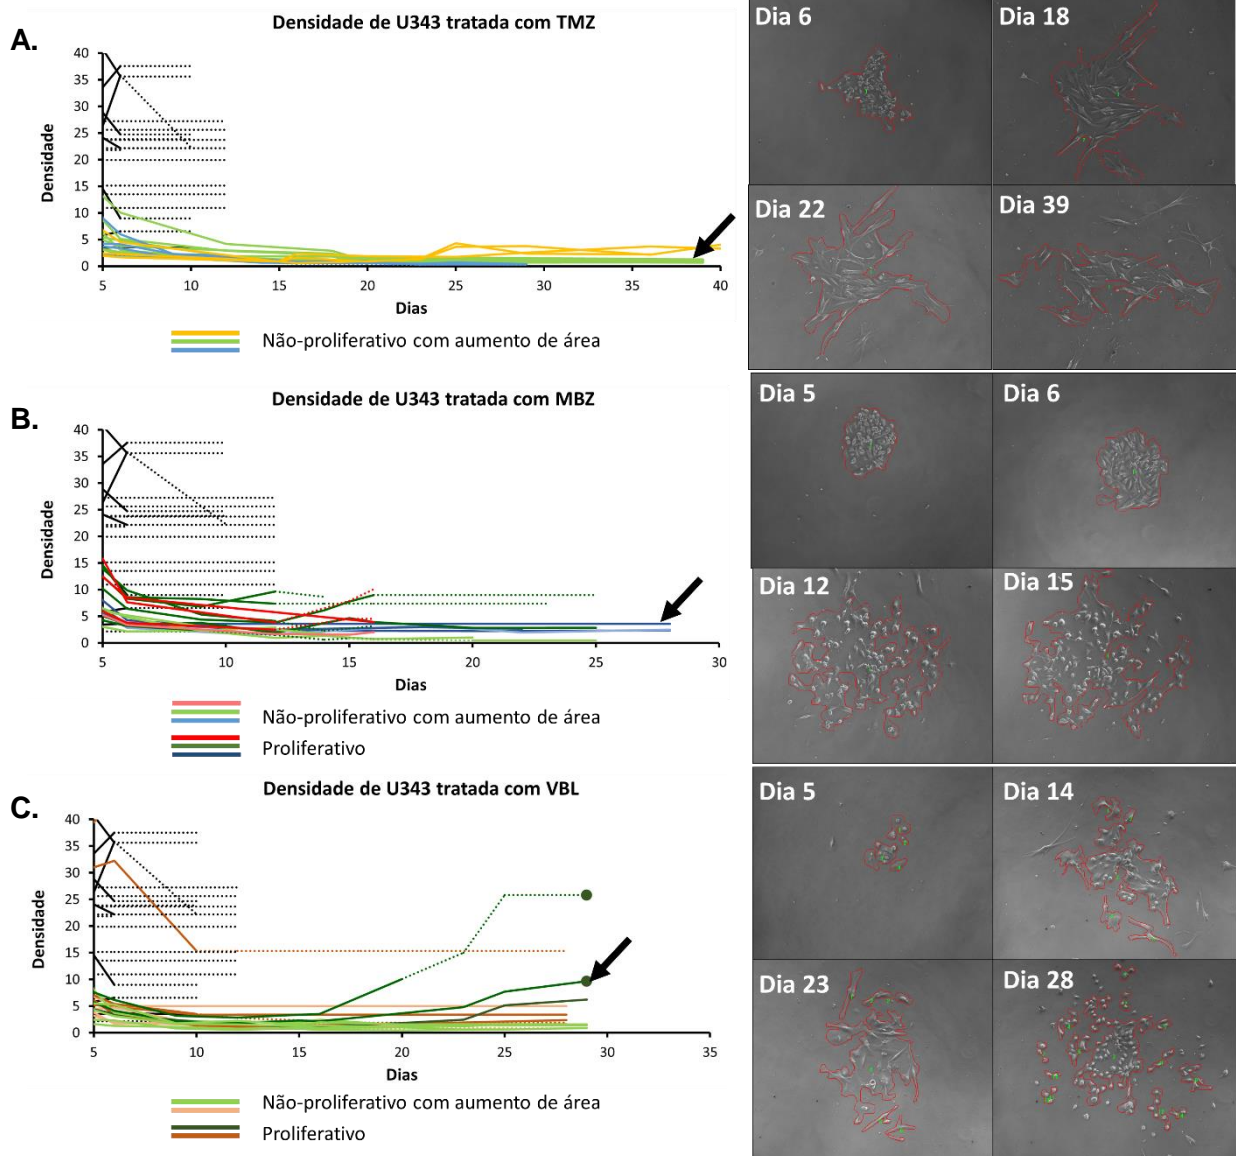 A.
Densidade de U343 tratada com TMZ
Densidade
40
35
30
25
20
15
10
5
0
5 10 15 20 25 30 35 40
Dias
Não-proliferativo com aumento de área
Dia 6
Dia 18
Dia 22
Dia 39
B.
Densidade de U343 tratada com MBZ
Densidade
40
35
30
25
20
15
10
5
0
5 10 15 20 25 30
Dias
Não-proliferativo com aumento de área
Proliferativo
Dia 5
Dia 6
Dia 12
Dia 15
C.
Densidade de U343 tratada com VBL
Densidade
40
35
30
25
20
15
10
5
0
5 10 15 20 25 30 35
Dias
Não-proliferativo com aumento de área
Proliferativo
Dia 5
Dia 14
Dia 23
Dia 28